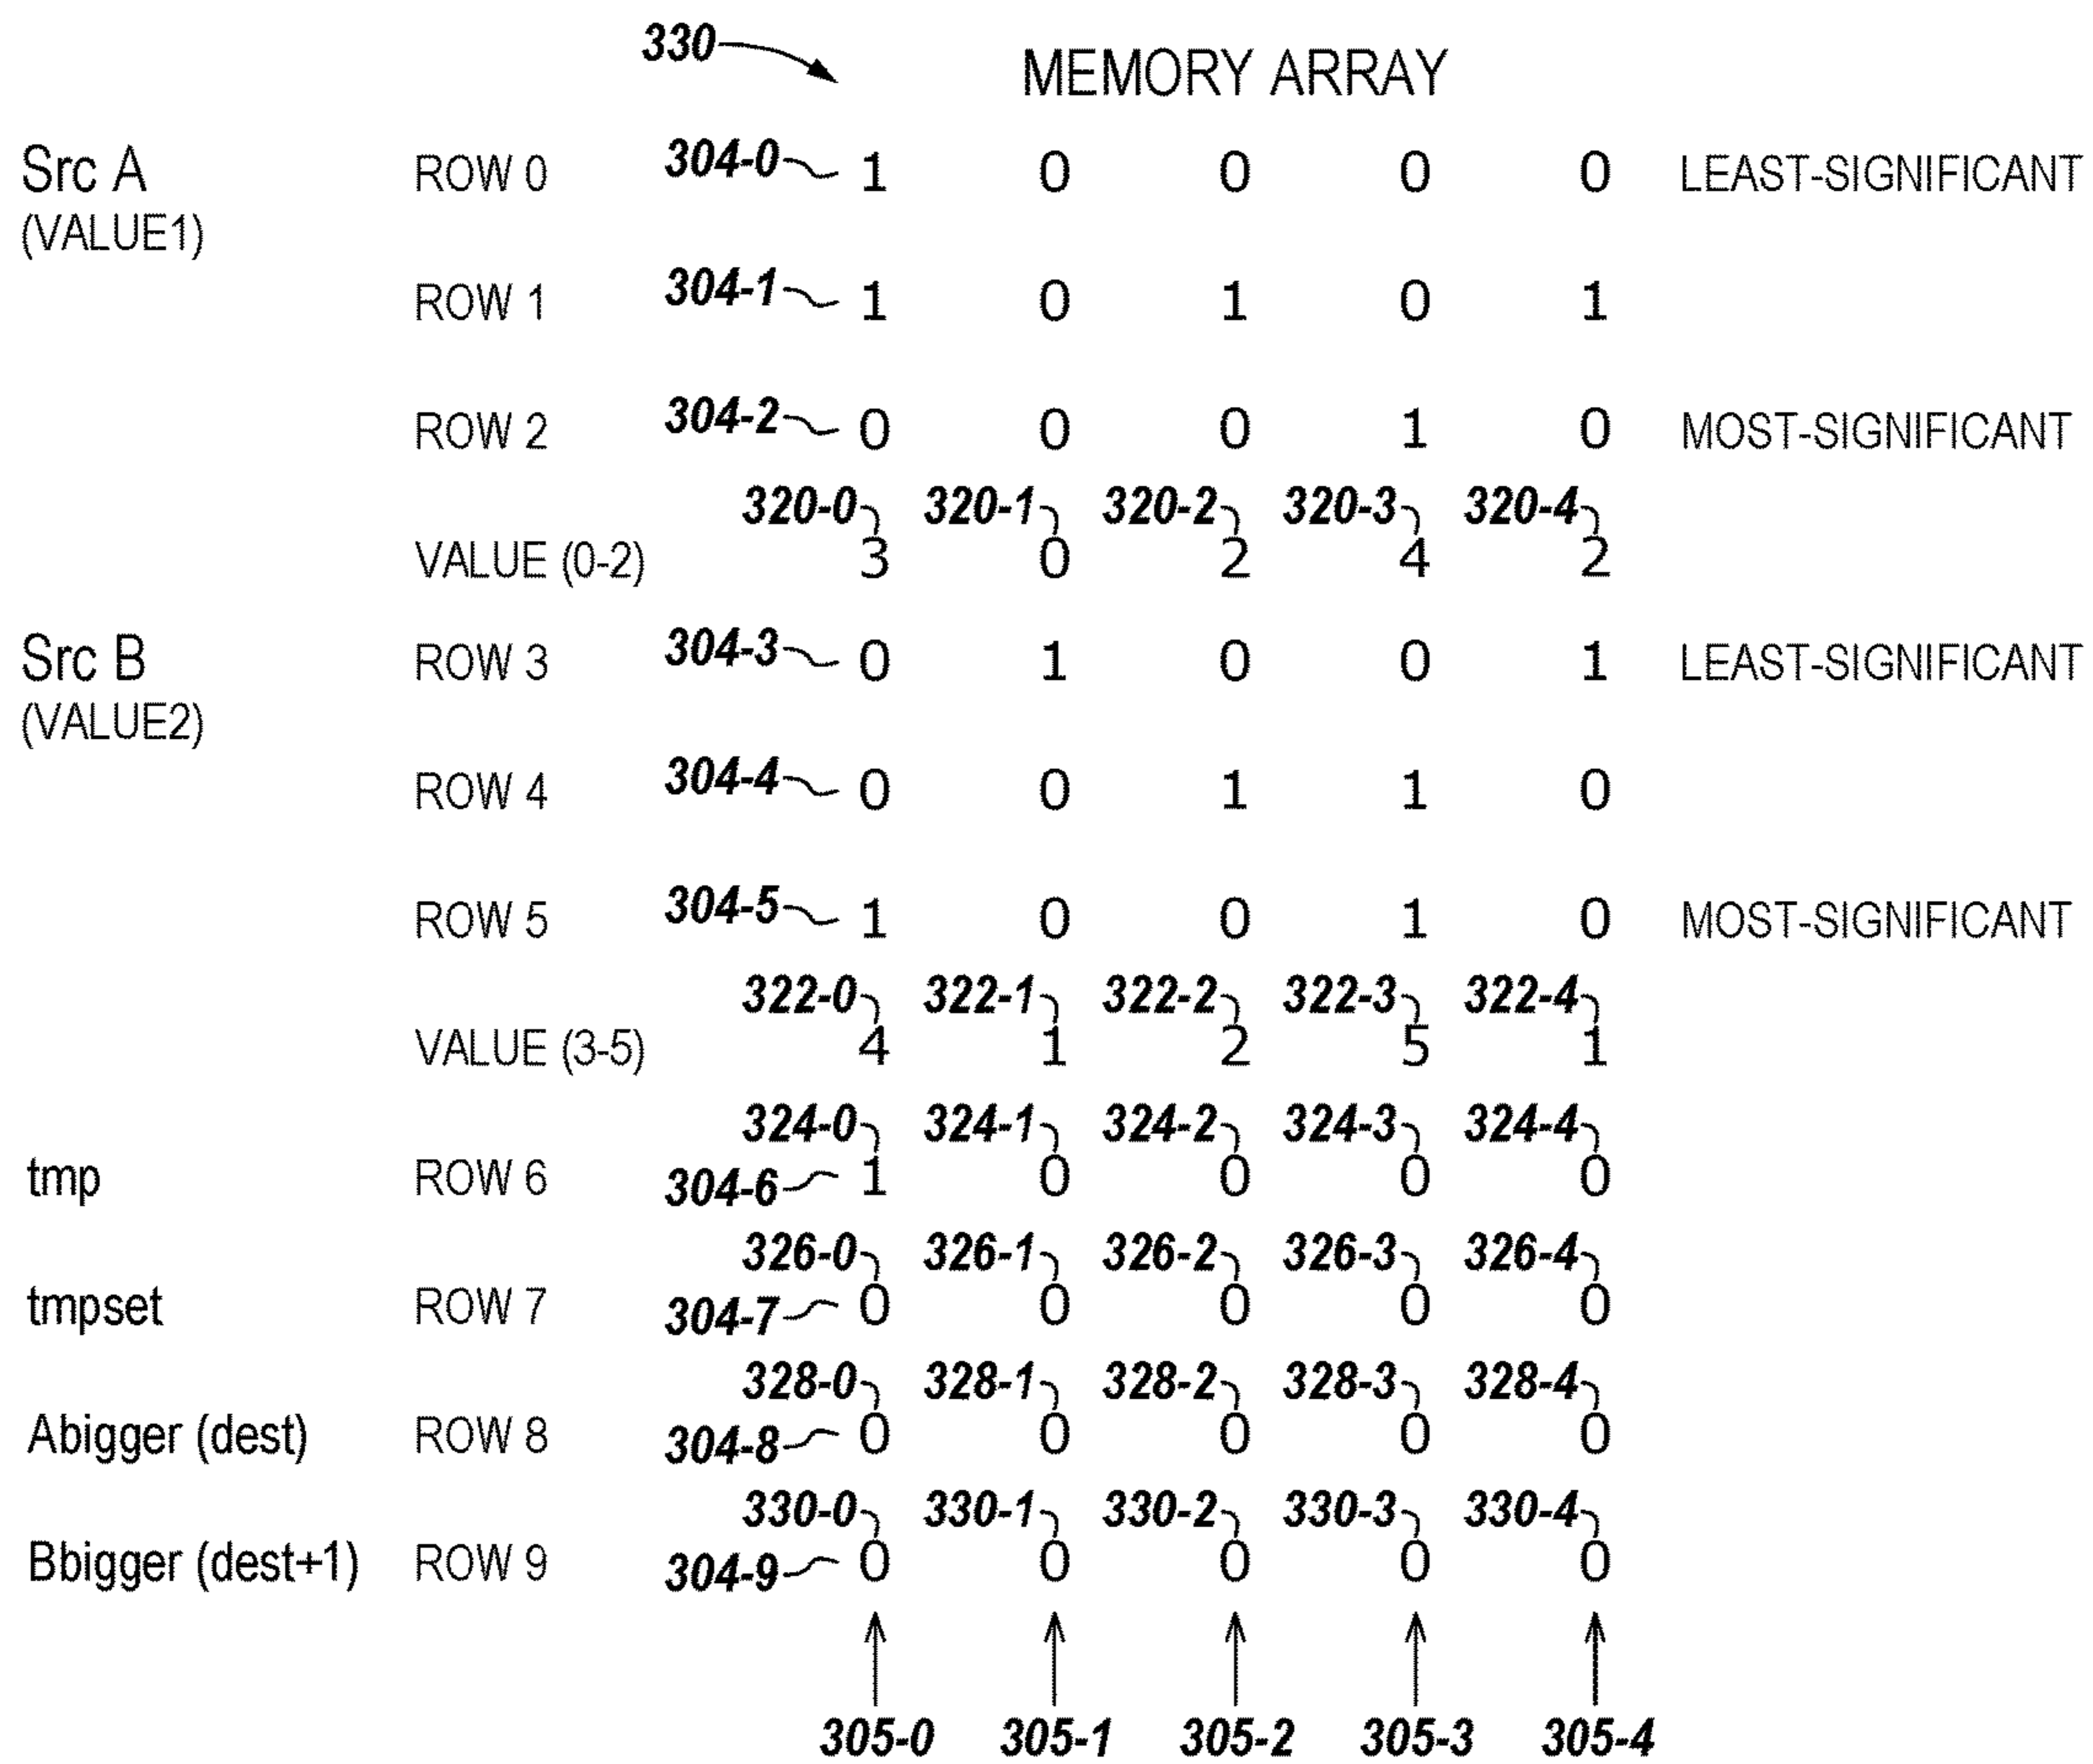 330 MEMORY ARRAY
Src A ROW 0 304-0 1 0 0 0 0 LEAST-SIGNIFICANT
(VALUE1)
ROW 1 304-1 1 0 1 0 1
ROW 2 304-2 0 0 0 1 0 MOST-SIGNIFICANT
320-0 320-1 320-2 320-3 320-4
VALUE (0-2) 3 0 2 4 2
Src B ROW 3 304-3 0 1 0 0 1 LEAST-SIGNIFICANT
(VALUE2)
ROW 4 304-4 0 0 1 1 0
ROW 5 304-5 1 0 0 1 0 MOST-SIGNIFICANT
322-0 322-1 322-2 322-3 322-4
VALUE (3-5) 4 1 2 5 1
324-0 324-1 324-2 324-3 324-4
tmp ROW 6 304-6 1 0 0 0 0
326-0 326-1 326-2 326-3 326-4
tmpset ROW 7 304-7 0 0 0 0 0
328-0 328-1 328-2 328-3 328-4
Abigger (dest) ROW 8 304-8 0 0 0 0 0
330-0 330-1 330-2 330-3 330-4
Bbigger (dest+1) ROW 9 304-9 0 0 0 0 0
305-0 305-1 305-2 305-3 305-4